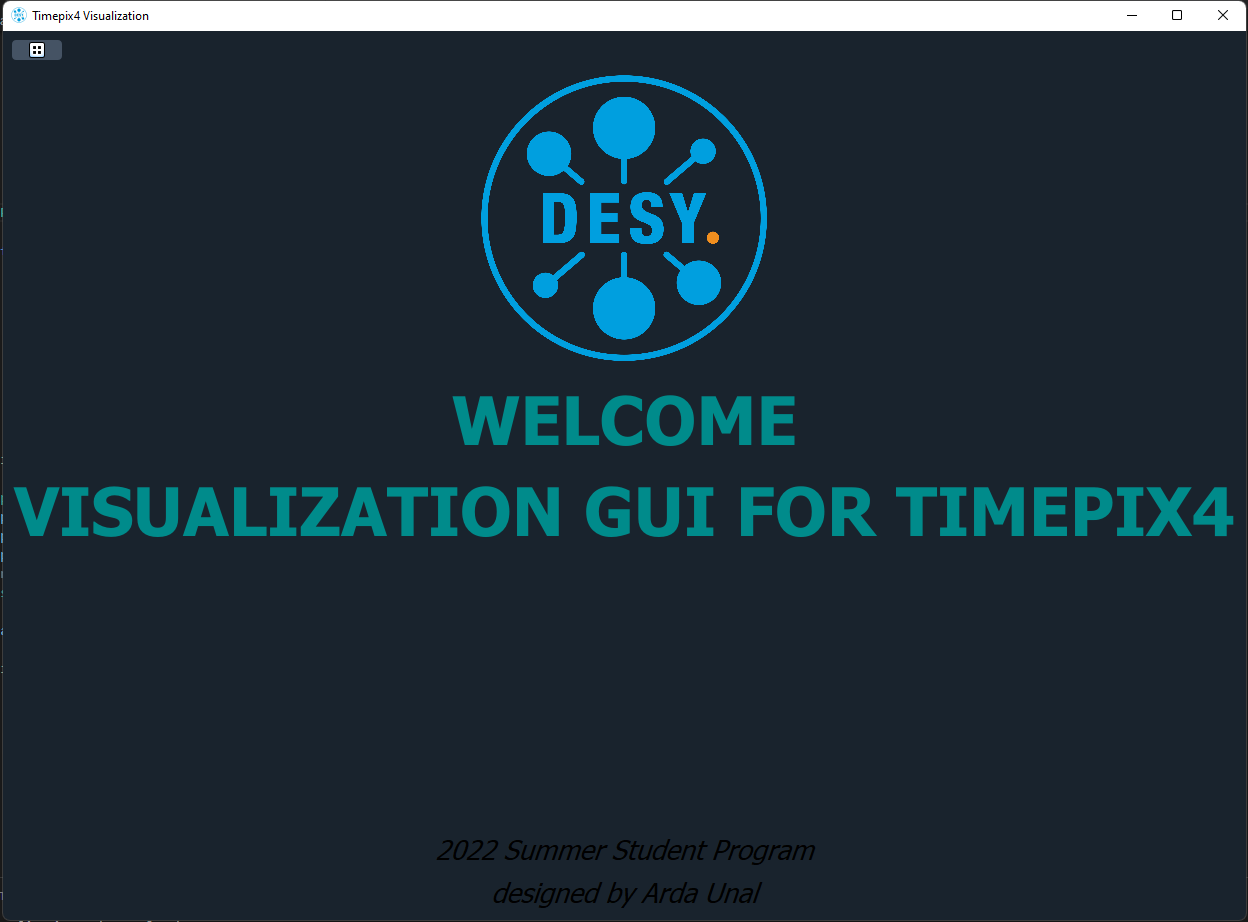 Timepix4 Visualization
DESY.
WELCOME
VISUALIZATION GUI FOR TIMEPIX4
2022 Summer Student Program
designed by Arda Unal